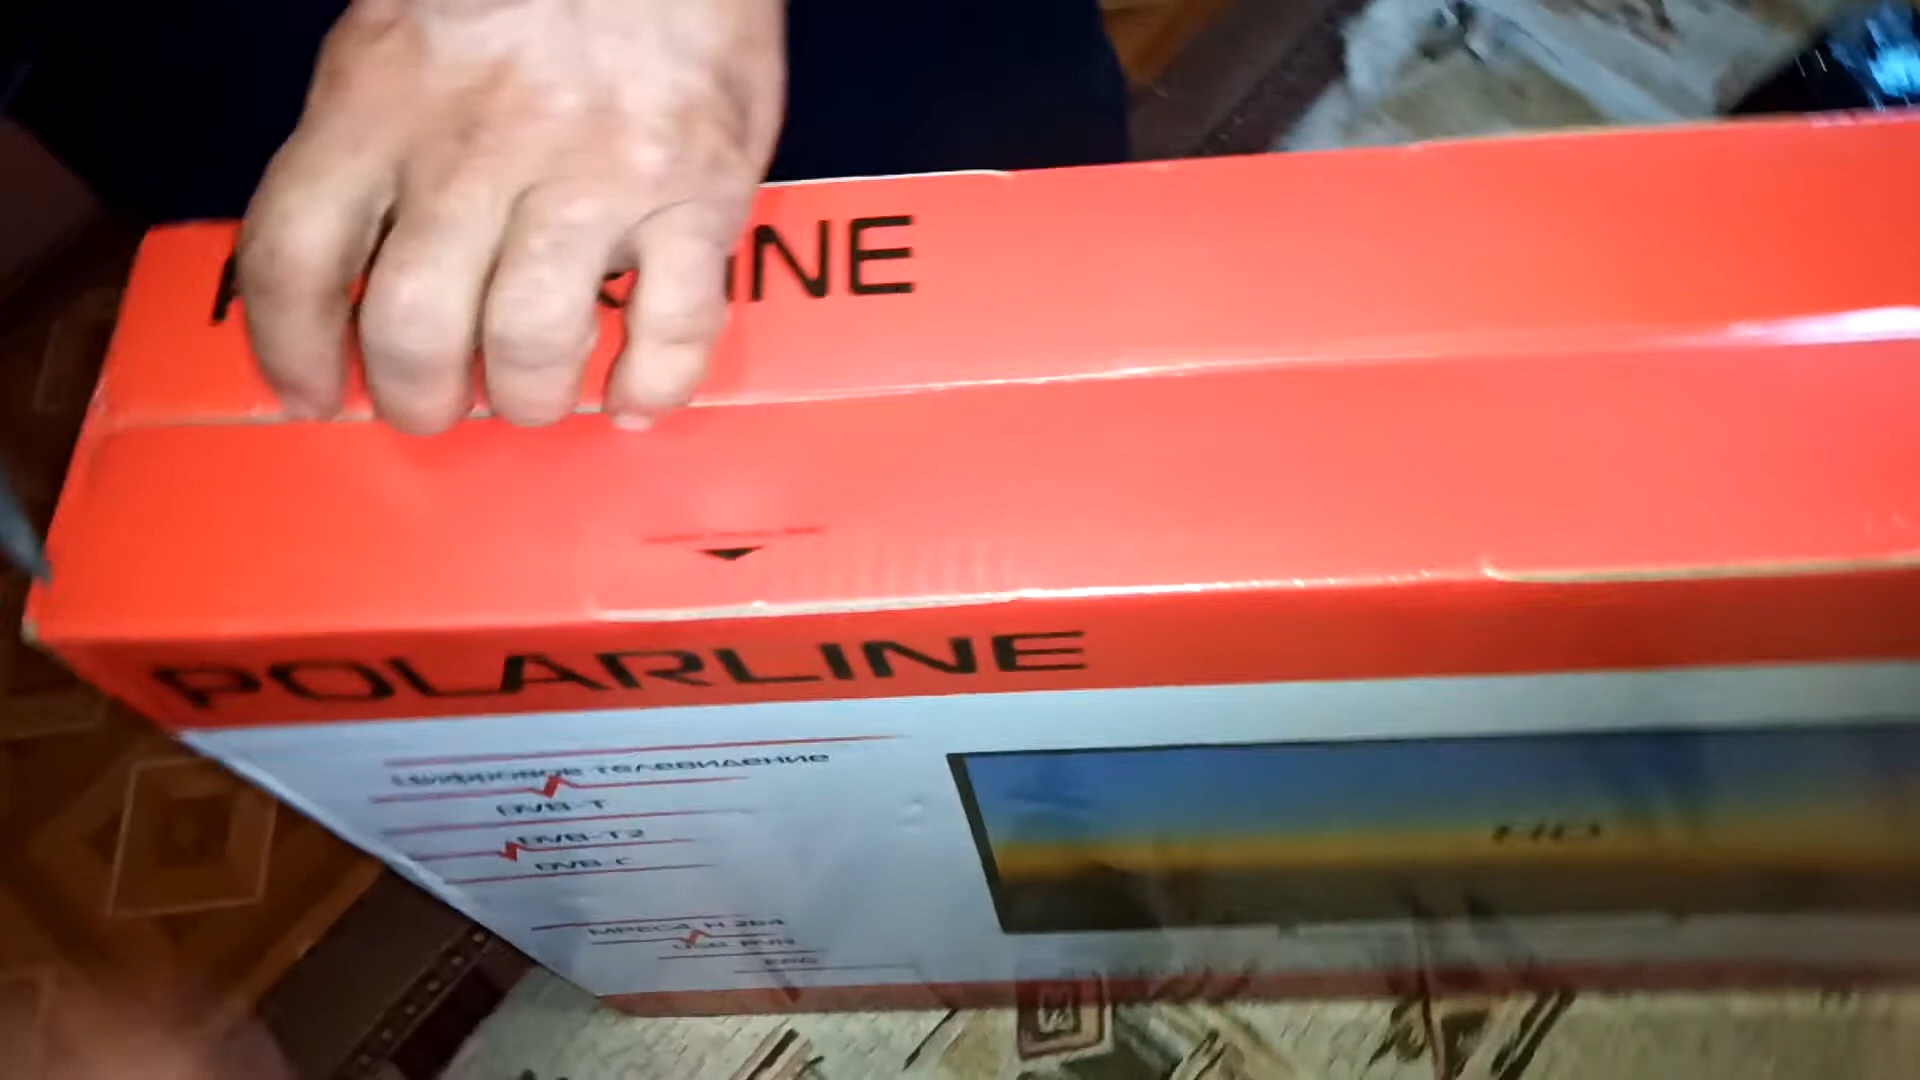 POLARLINE
Цифровое телевидение
DVB-T
DVB-T2
DVB-C
HD
MPEG4 H.264
USB PVR
EPG